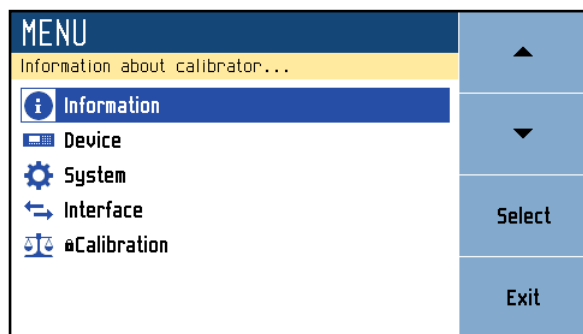 MENU
Information about calibrator...
Information
Device
System
Interface
Calibration
Select
Exit